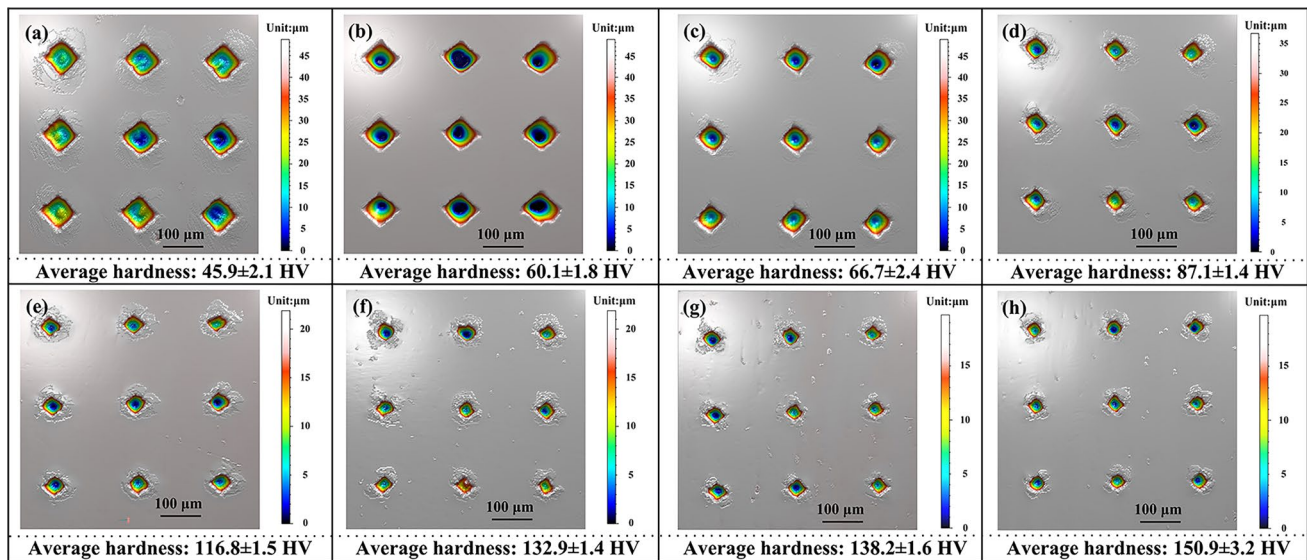 (a)
Unit:µm
45
40
35
30
25
20
15
10
5
0
100 µm
Average hardness: 45.9±2.1 HV
(b)
Unit:µm
45
40
35
30
25
20
15
10
5
0
100 µm
Average hardness: 60.1±1.8 HV
(c)
Unit:µm
45
40
35
30
25
20
15
10
5
0
100 µm
Average hardness: 66.7±2.4 HV
(d)
Unit:µm
35
30
25
20
15
10
5
0
100 µm
Average hardness: 87.1±1.4 HV
(e)
Unit:µm
20
15
10
5
0
100 µm
Average hardness: 116.8±1.5 HV
(f)
Unit:µm
20
15
10
5
0
100 µm
Average hardness: 132.9±1.4 HV
(g)
Unit:µm
15
10
5
0
100 µm
Average hardness: 138.2±1.6 HV
(h)
Unit:µm
15
10
5
0
100 µm
Average hardness: 150.9±3.2 HV